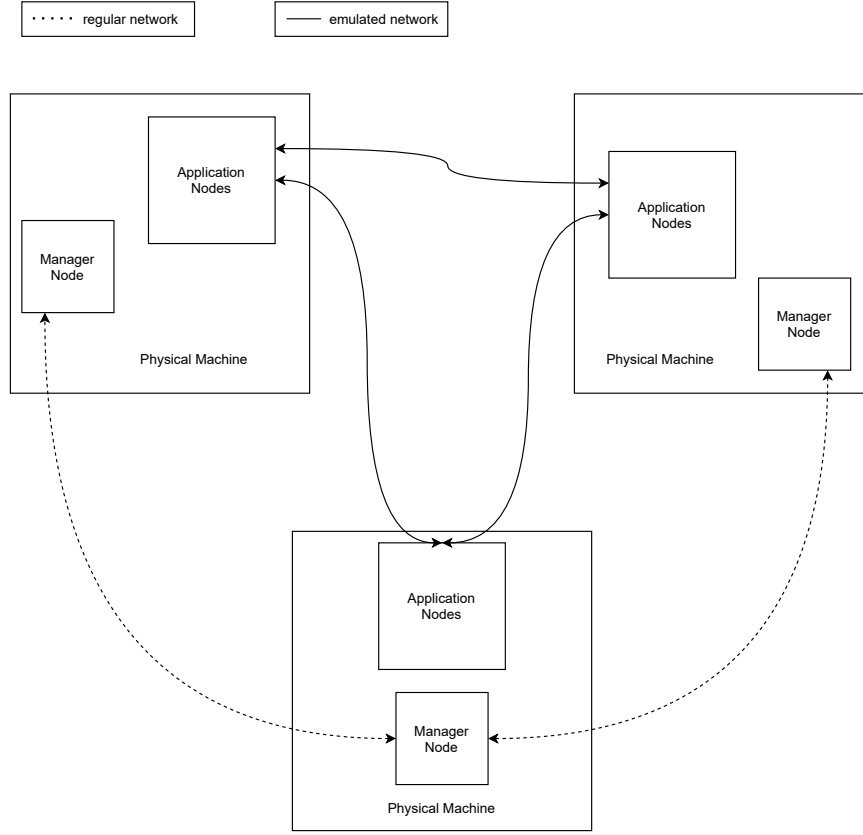 regular network
emulated network
Application
Nodes
Manager
Node
Physical Machine
Application
Nodes
Manager
Node
Physical Machine
Application
Nodes
Manager
Node
Physical Machine